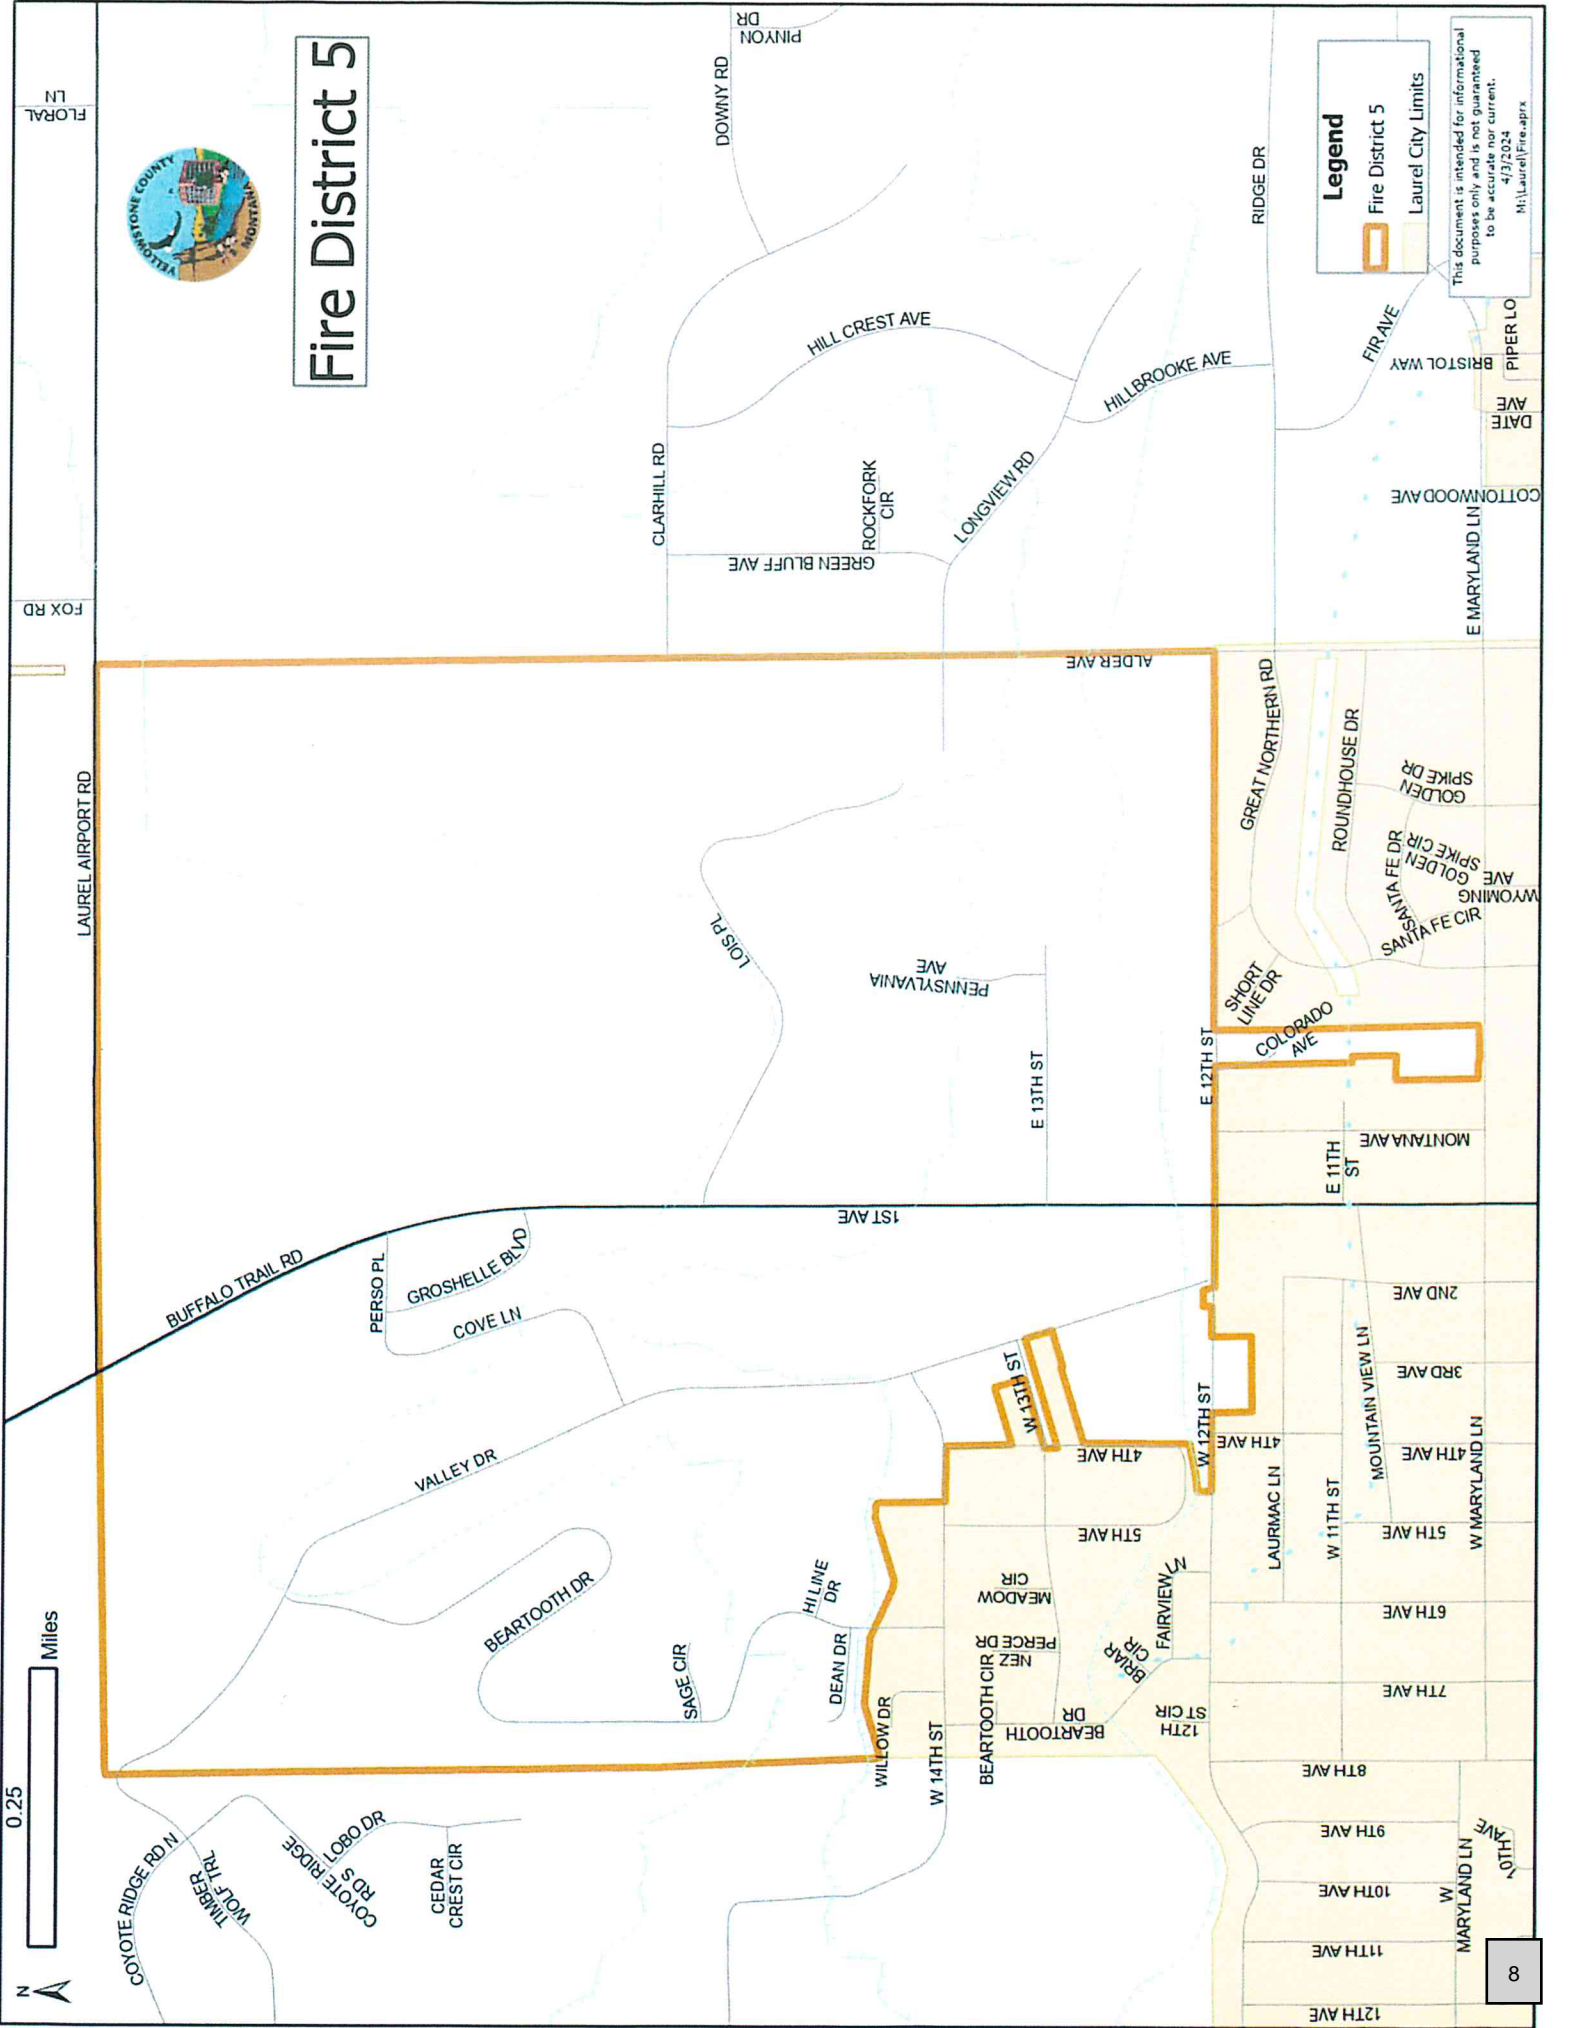 0.25
Miles
N
YELLOWSTONE COUNTY
MONTANA
Fire District 5
FLORAL
LN
FOX RD
LAUREL AIRPORT RD
BUFFALO TRAIL RD
PINYON
DR
DOWNY RD
CLARHILL RD
HILL CREST AVE
HILLBROOKE AVE
RIDGE DR
FIR AVE
BRISTOL WAY
PIPER LO
DATE
AVE
COTTONWOOD AVE
E MARYLAND LN
ROCKFORK
CIR
GREEN BLUFF AVE
LONGVIEW RD
ALDER AVE
GREAT NORTHERN RD
ROUNDHOUSE DR
GOLDEN
SPIKE DR
SANTA FE DR
GOLDEN
SPIKE CIR
WYOMING
AVE
SANTA FE CIR
SHORT
LINE DR
COLORADO
AVE
LOIS PL
PENNSYLVANIA
AVE
E 13TH ST
E 12TH ST
MONTANA AVE
E 11TH
ST
1ST AVE
PERSO PL
GROSHELLE BLVD
COVE LN
VALLEY DR
BEARTOOTH DR
HI LINE
DR
SAGE CIR
DEAN DR
WILLOW DR
W 14TH ST
W 13TH ST
4TH AVE
5TH AVE
MEADOW
CIR
NEZ
PERCE DR
BEARTOOTH CIR
BEARTOOTH
DR
BRIAR
CIR
FAIRVIEW LN
12TH
ST CIR
W 12TH ST
4TH AVE
LAURMAC LN
W 11TH ST
MOUNTAIN VIEW LN
2ND AVE
3RD AVE
4TH AVE
5TH AVE
6TH AVE
7TH AVE
W MARYLAND LN
8TH AVE
9TH AVE
10TH AVE
11TH AVE
12TH AVE
W
MARYLAND LN
COYOTE RIDGE RD N
TIMBER
WOLF TRL
COYOTE RIDGE
RD S
LOBO DR
CEDAR
CREST CIR
Legend
Fire District 5
Laurel City Limits
This document is intended for informational
purposes only and is not guaranteed
to be accurate nor current.
4/3/2024
M:\Laurel\Fire.aprx
8